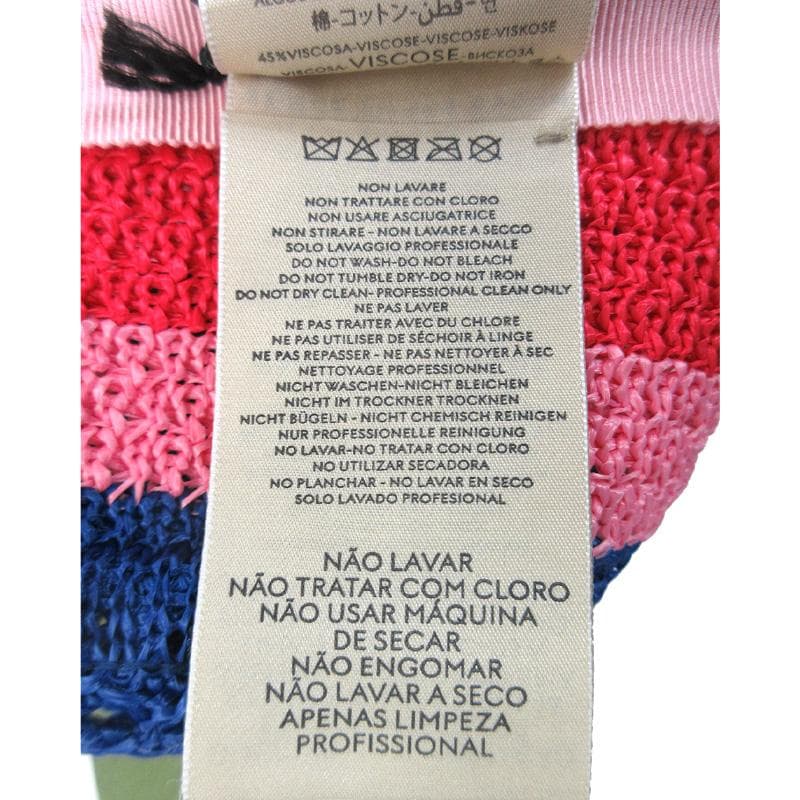 棉-コットン-قطن-면
45%VISCOSA-VISCOSE-VISCOSE-VISKOSE
VISCOSA VISCOSE-ВИСКОЗА
NON LAVARE
NON TRATTARE CON CLORO
NON USARE ASCIUGATRICE
NON STIRARE - NON LAVARE A SECCO
SOLO LAVAGGIO PROFESSIONALE
DO NOT WASH-DO NOT BLEACH
DO NOT TUMBLE DRY-DO NOT IRON
DO NOT DRY CLEAN- PROFESSIONAL CLEAN ONLY
NE PAS LAVER
NE PAS TRAITER AVEC DU CHLORE
NE PAS UTILISER DE SÉCHOIR À LINGE
NE PAS REPASSER - NE PAS NETTOYER À SEC
NETTOYAGE PROFESSIONNEL
NICHT WASCHEN-NICHT BLEICHEN
NICHT IM TROCKNER TROCKNEN
NICHT BÜGELN - NICHT CHEMISCH REINIGEN
NUR PROFESSIONELLE REINIGUNG
NO LAVAR-NO TRATAR CON CLORO
NO UTILIZAR SECADORA
NO PLANCHAR - NO LAVAR EN SECO
SOLO LAVADO PROFESIONAL
NÃO LAVAR
NÃO TRATAR COM CLORO
NÃO USAR MÁQUINA
DE SECAR
NÃO ENGOMAR
NÃO LAVAR A SECO
APENAS LIMPEZA
PROFISSIONAL